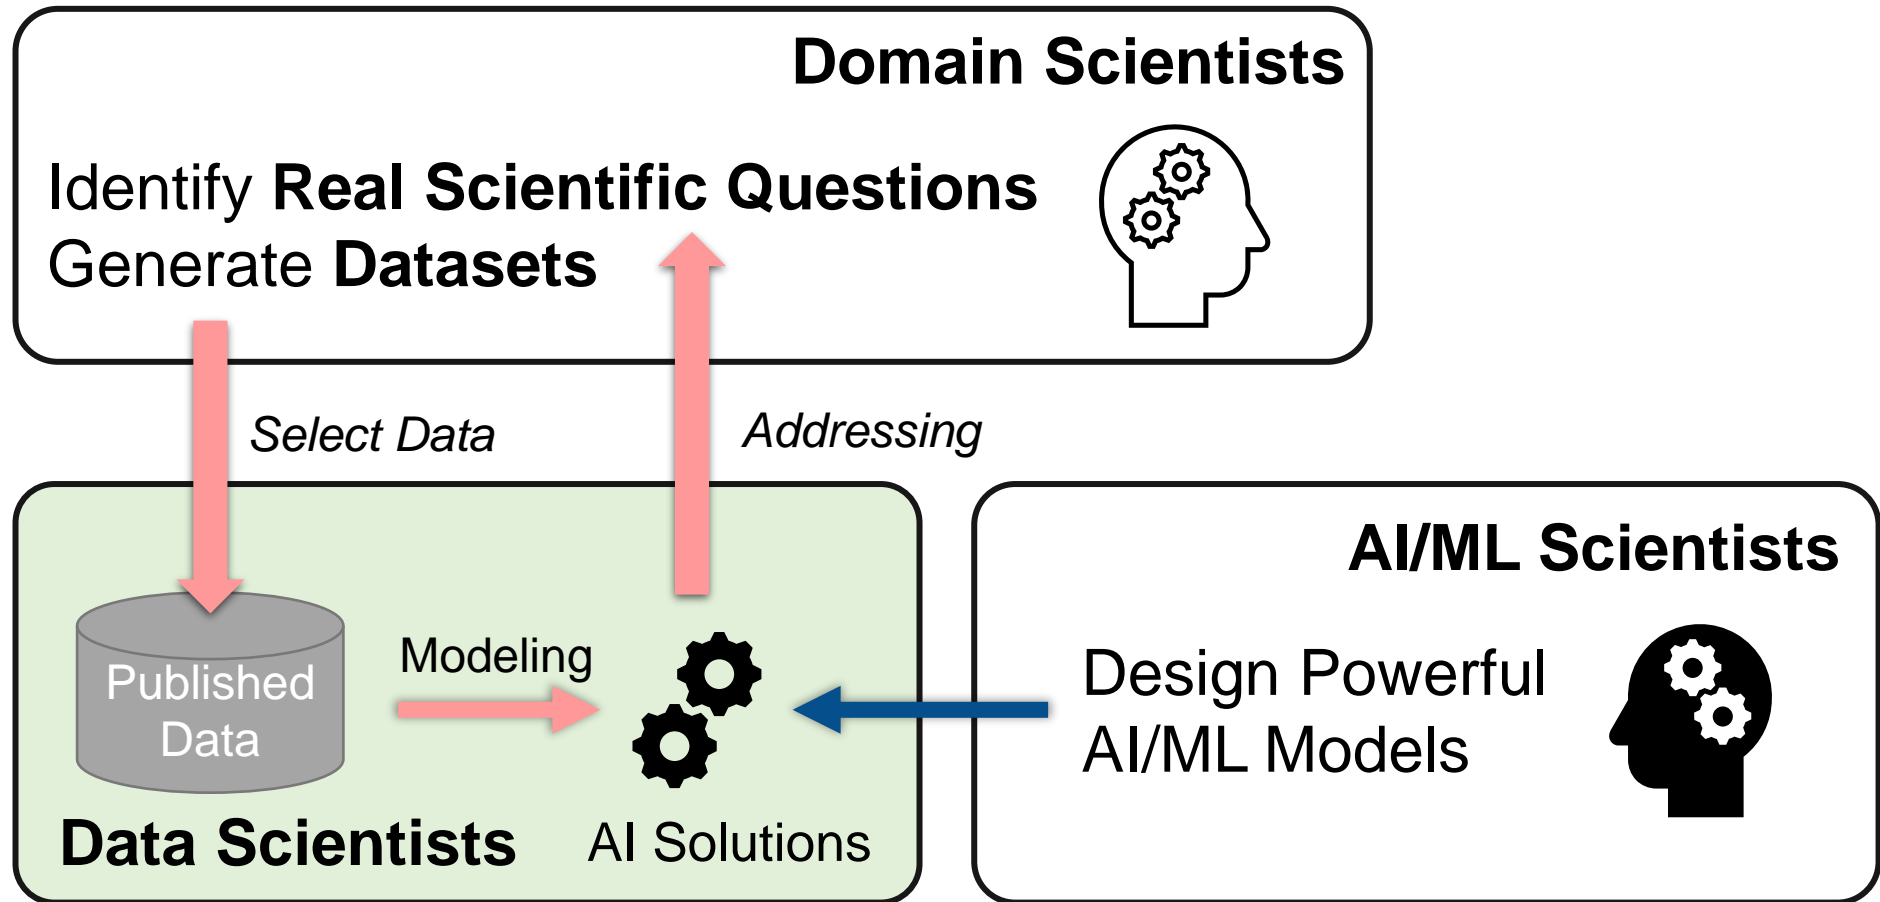 Domain Scientists
Identify Real Scientific Questions
Generate Datasets
Select Data
Addressing
Published
Data
Modeling
AI Solutions
Data Scientists
AI/ML Scientists
Design Powerful
AI/ML Models